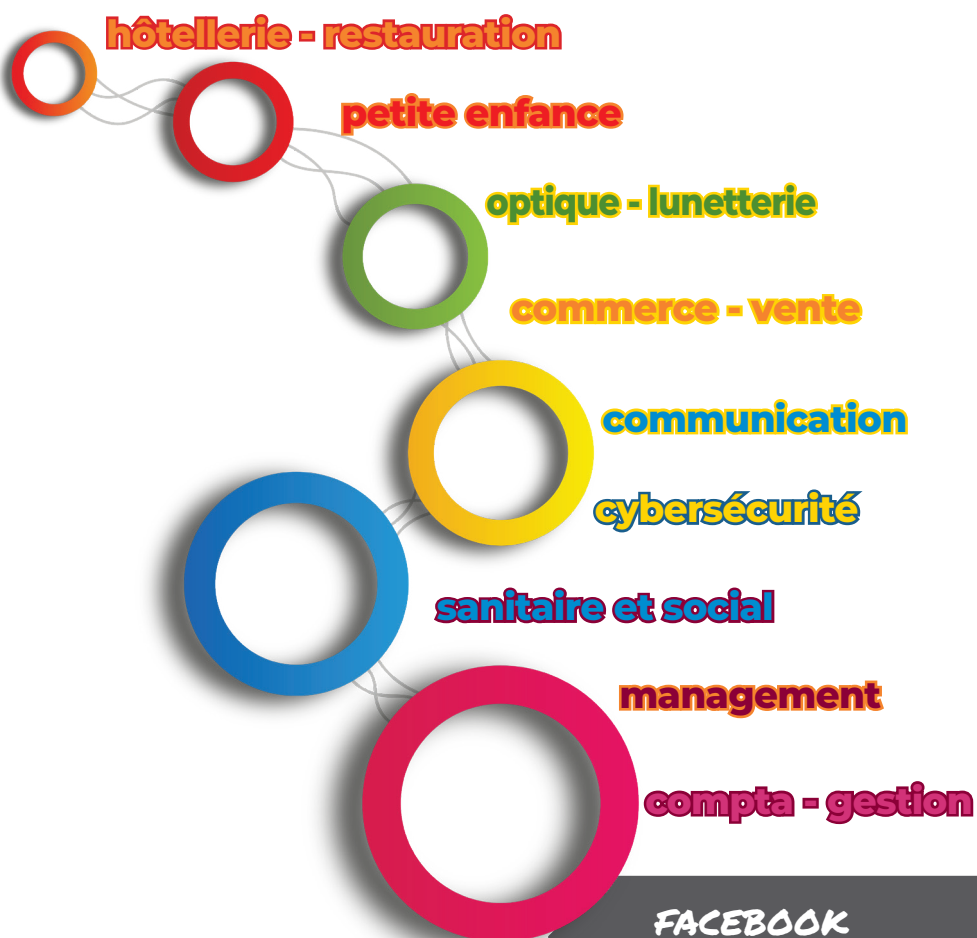 hôtellerie - restauration
petite enfance
optique - lunetterie
commerce - vente
communication
cybersécurité
sanitaire et social
management
compta - gestion
FACEBOOK